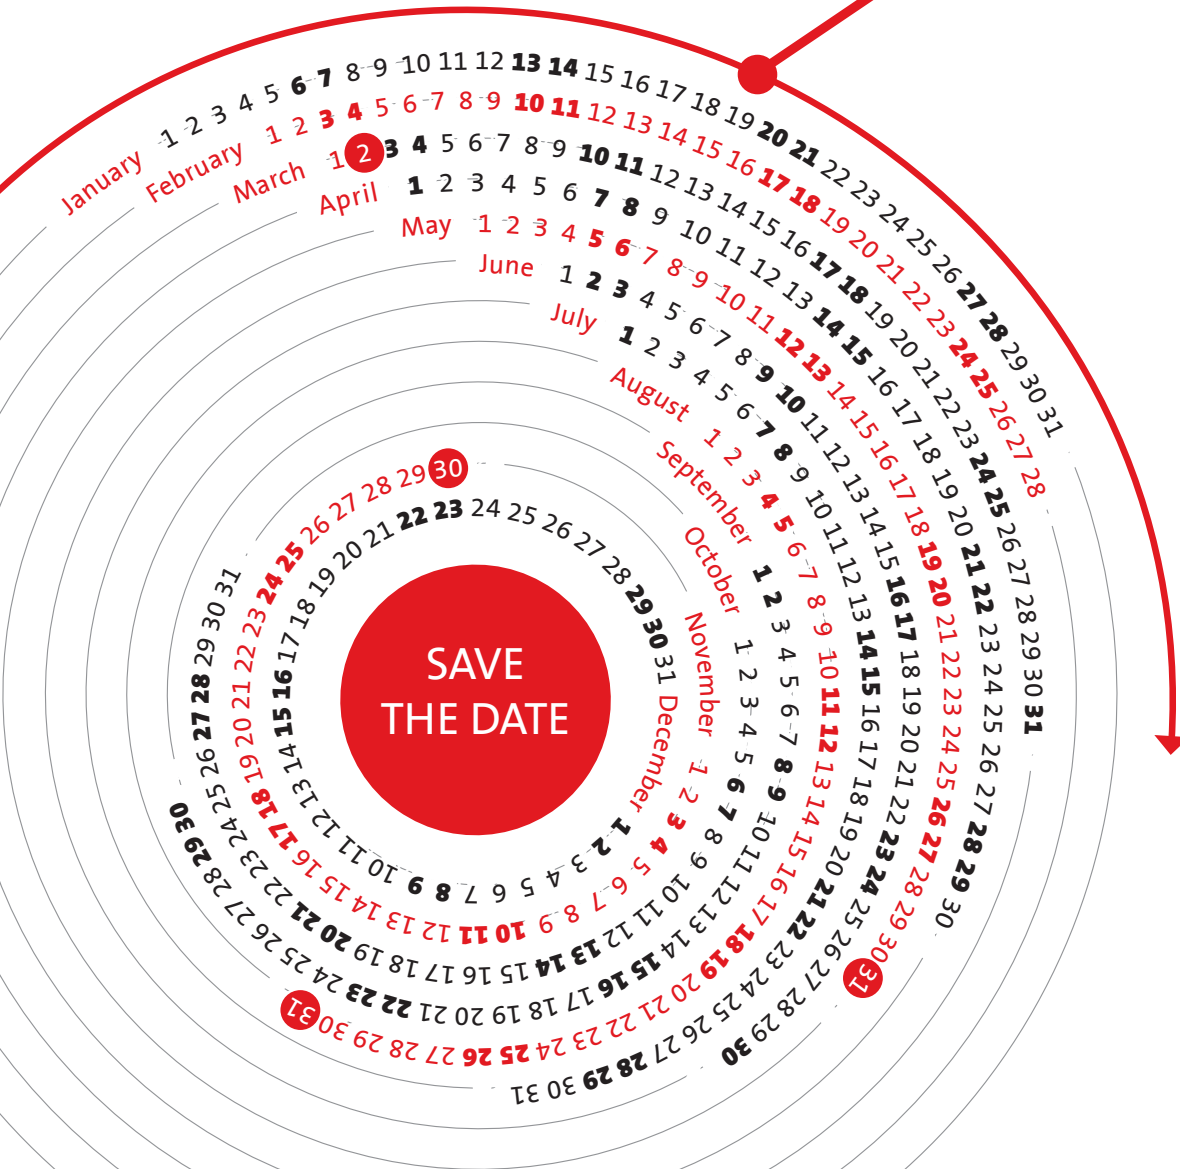 January 1 2 3 4 5 6 7 8 9 10 11 12 13 14 15 16 17 18 19 20 21 22 23 24 25 26 27 28 29 30 31
February 1 2 3 4 5 6 7 8 9 10 11 12 13 14 15 16 17 18 19 20 21 22 23 24 25 26 27 28
March 1 2 3 4 5 6 7 8 9 10 11 12 13 14 15 16 17 18 19 20 21 22 23 24 25 26 27 28 29 30 31
April 1 2 3 4 5 6 7 8 9 10 11 12 13 14 15 16 17 18 19 20 21 22 23 24 25 26 27 28 29 30
May 1 2 3 4 5 6 7 8 9 10 11 12 13 14 15 16 17 18 19 20 21 22 23 24 25 26 27 28 29 30 31
June 1 2 3 4 5 6 7 8 9 10 11 12 13 14 15 16 17 18 19 20 21 22 23 24 25 26 27 28 29 30
July 1 2 3 4 5 6 7 8 9 10 11 12 13 14 15 16 17 18 19 20 21 22 23 24 25 26 27 28 29 30 31
August 1 2 3 4 5 6 7 8 9 10 11 12 13 14 15 16 17 18 19 20 21 22 23 24 25 26 27 28 29 30 31
September 1 2 3 4 5 6 7 8 9 10 11 12 13 14 15 16 17 18 19 20 21 22 23 24 25 26 27 28 29 30
October 1 2 3 4 5 6 7 8 9 10 11 12 13 14 15 16 17 18 19 20 21 22 23 24 25 26 27 28 29 30 31
November 1 2 3 4 5 6 7 8 9 10 11 12 13 14 15 16 17 18 19 20 21 22 23 24 25 26 27 28 29 30
December 1 2 3 4 5 6 7 8 9 10 11 12 13 14 15 16 17 18 19 20 21 22 23 24 25 26 27 28 29 30 31
SAVE
THE DATE